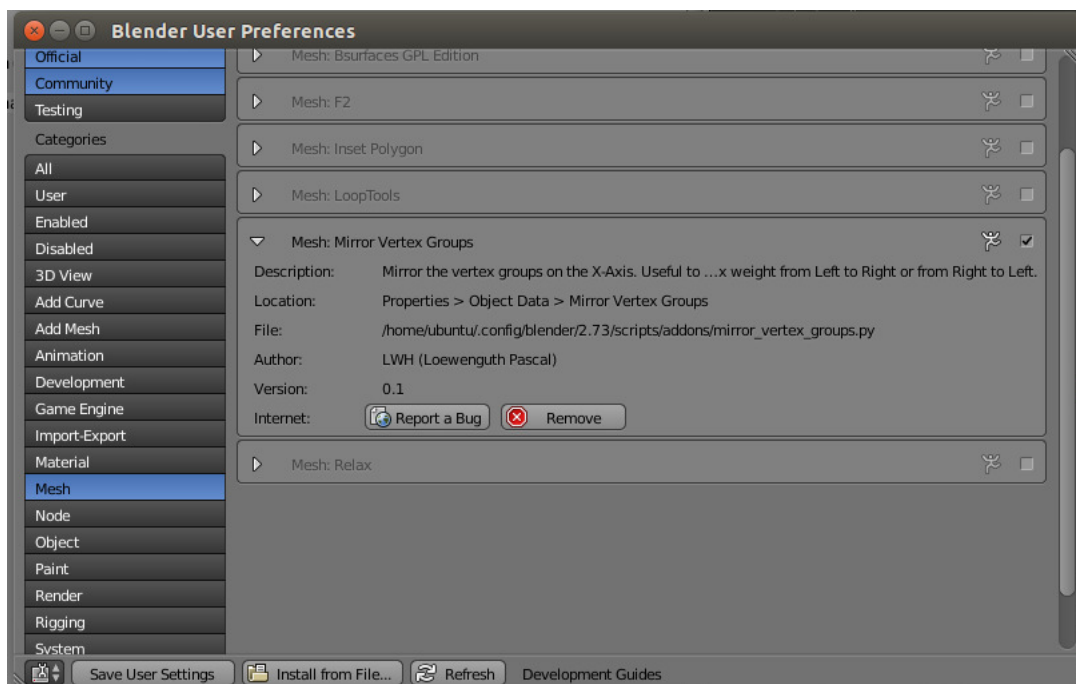 Blender User Preferences
Official
Community
Testing
Categories
All
User
Enabled
Disabled
3D View
Add Curve
Add Mesh
Animation
Development
Game Engine
Import-Export
Material
Mesh
Node
Object
Paint
Render
Rigging
System
Mesh: Bsurfaces GPL Edition
Mesh: F2
Mesh: Inset Polygon
Mesh: LoopTools
Mesh: Mirror Vertex Groups
Description: Mirror the vertex groups on the X-Axis. Useful to …x weight from Left to Right or from Right to Left.
Location: Properties > Object Data > Mirror Vertex Groups
File: /home/ubuntu/.config/blender/2.73/scripts/addons/mirror_vertex_groups.py
Author: LWH (Loewenguth Pascal)
Version: 0.1
Internet: Report a Bug Remove
Mesh: Relax
Save User Settings Install from File... Refresh Development Guides